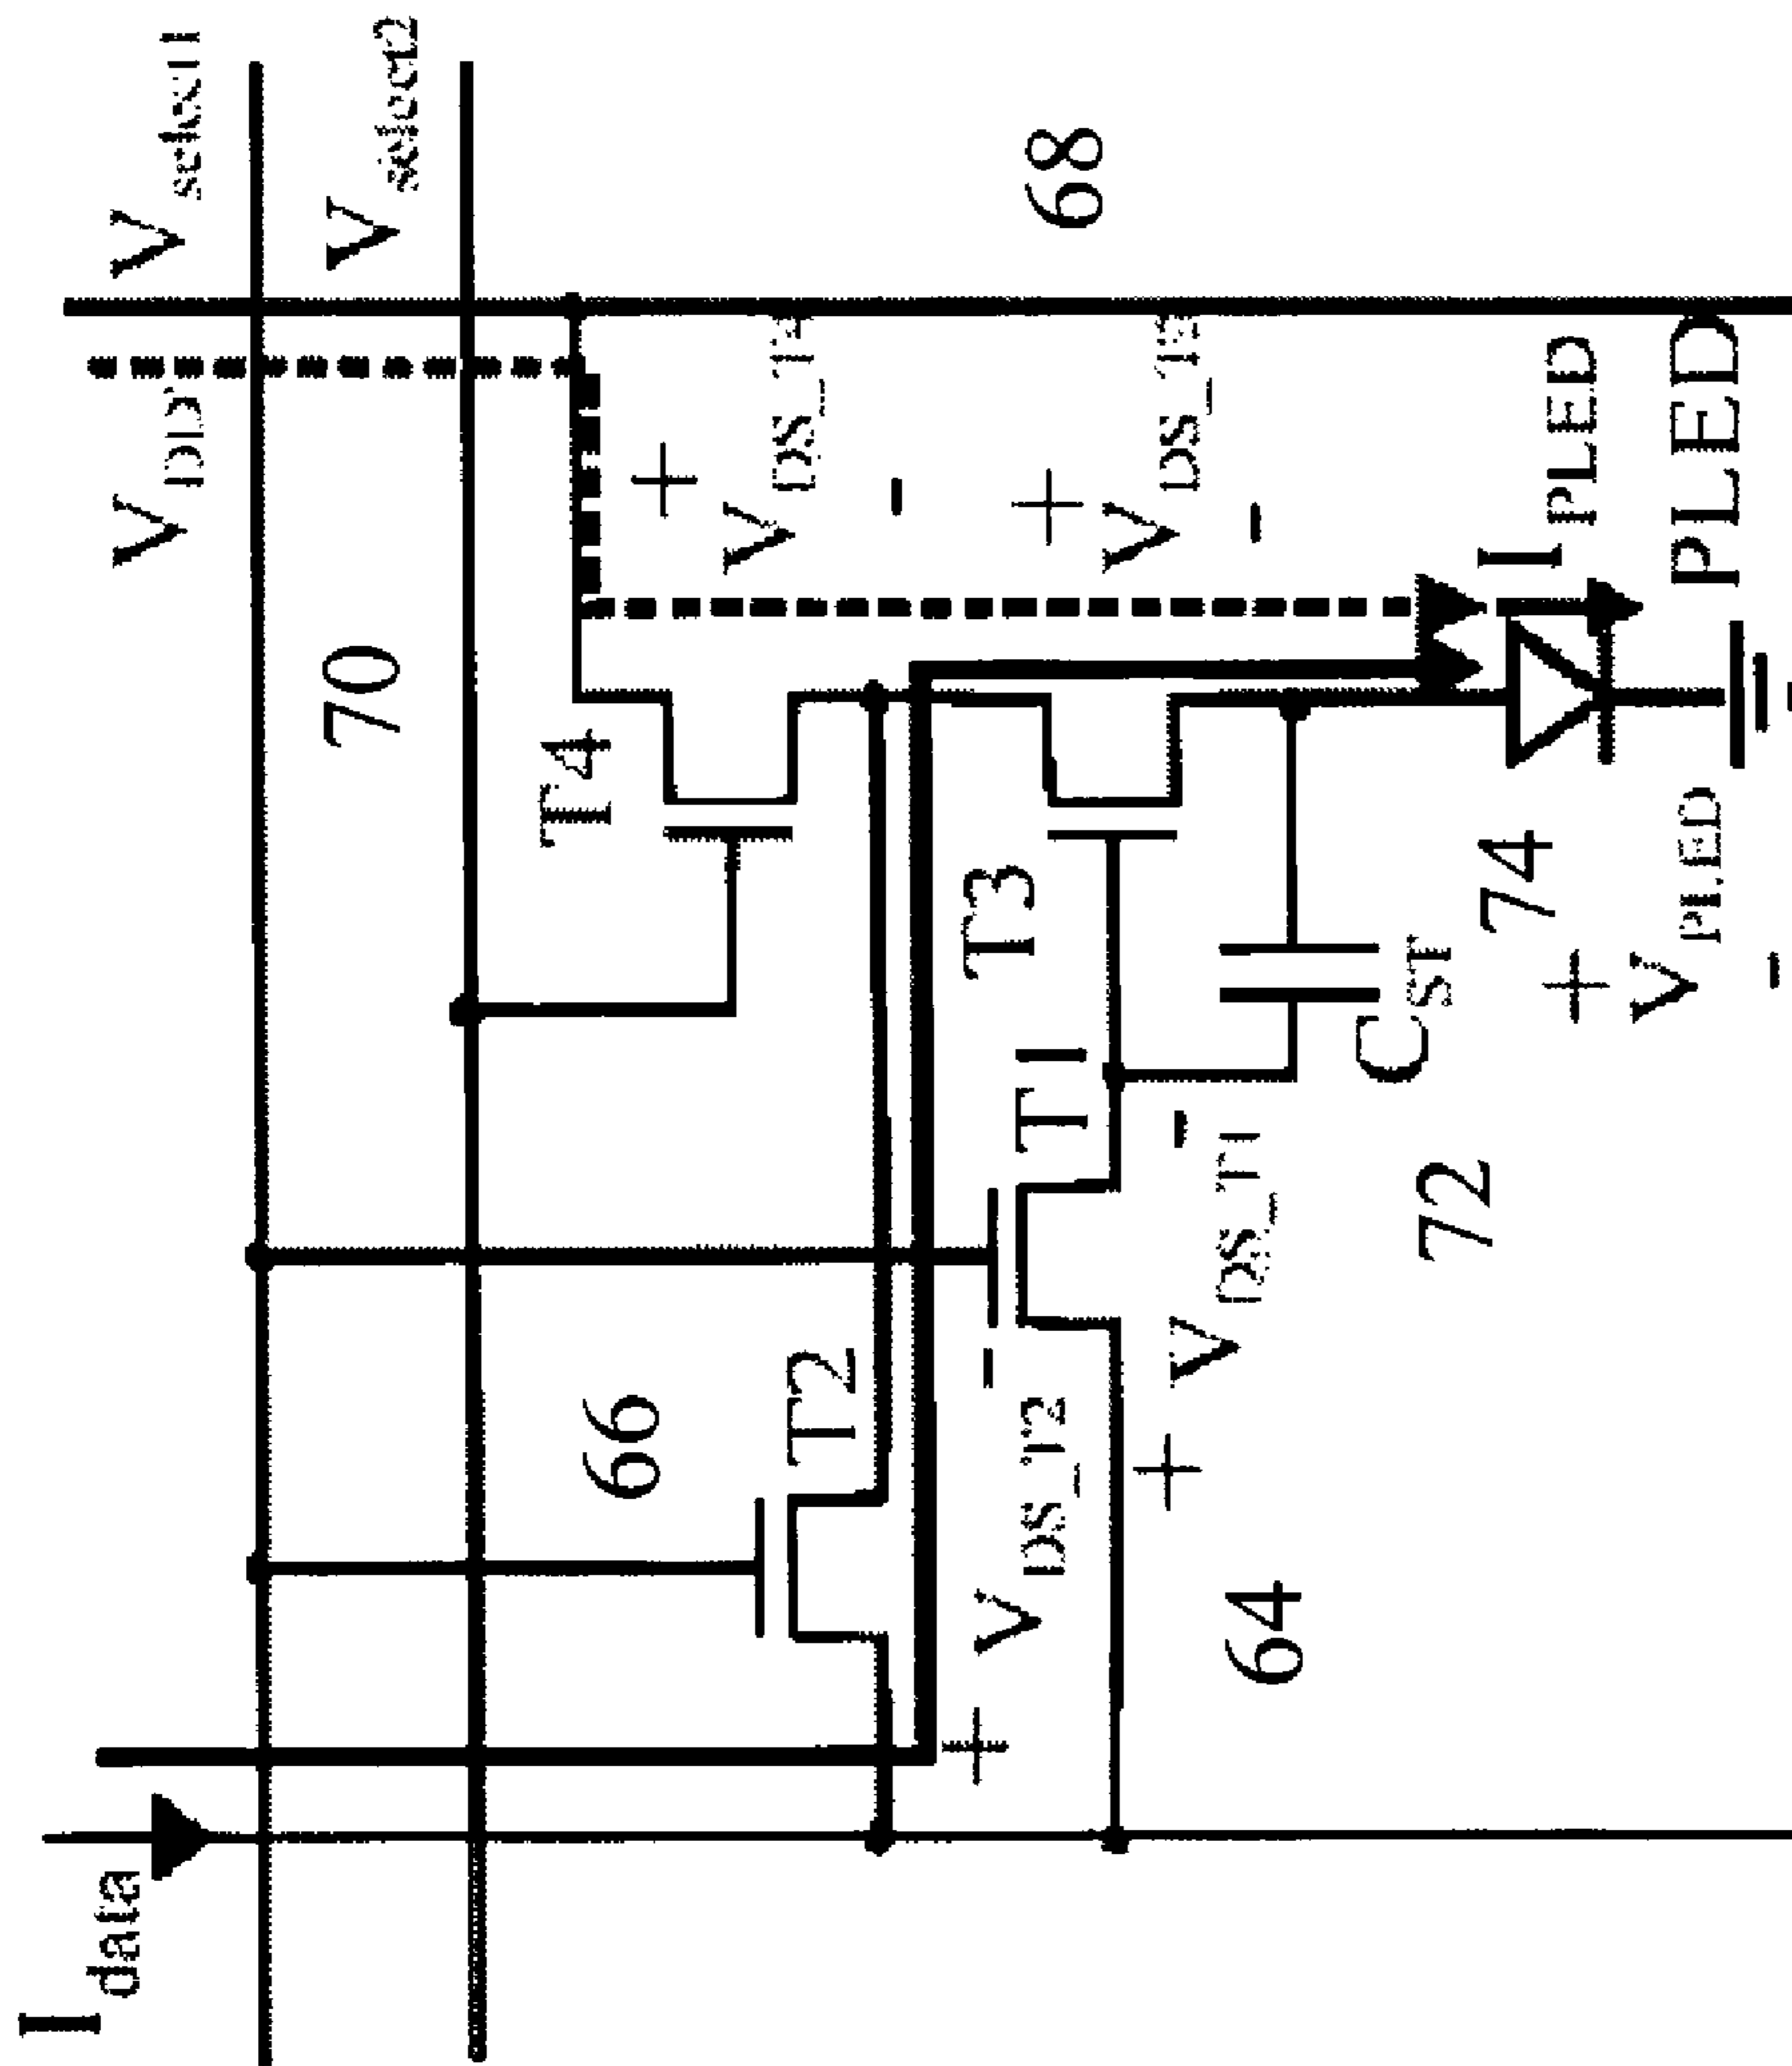 Idata
VDD
Vselect1
Vselect2
70
T4
66
+
VDS_T4
-
T2
68
T3
+ VDS_T2 -
T1
+
VDS_T3
-
+ VDS_T1 -
64
CST
72
74
IPLED
+
VPLED
-
PLED